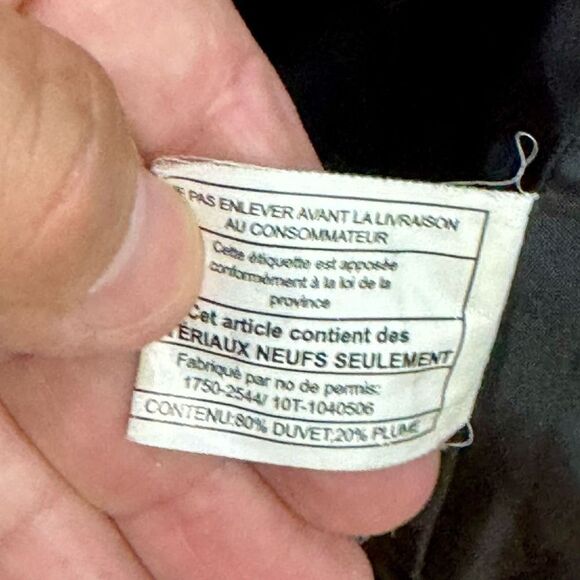 PAS ENLEVER AVANT LA LIVRAISON
AU CONSOMMATEUR
Cette étiquette est apposée
conformément à la loi de la
province
Cet article contient des
TÉRIAUX NEUFS SEULEMENT
Fabriqué par no de permis:
1750-2544/ 10T-1040506
CONTENU:80% DUVET,20% PLUME